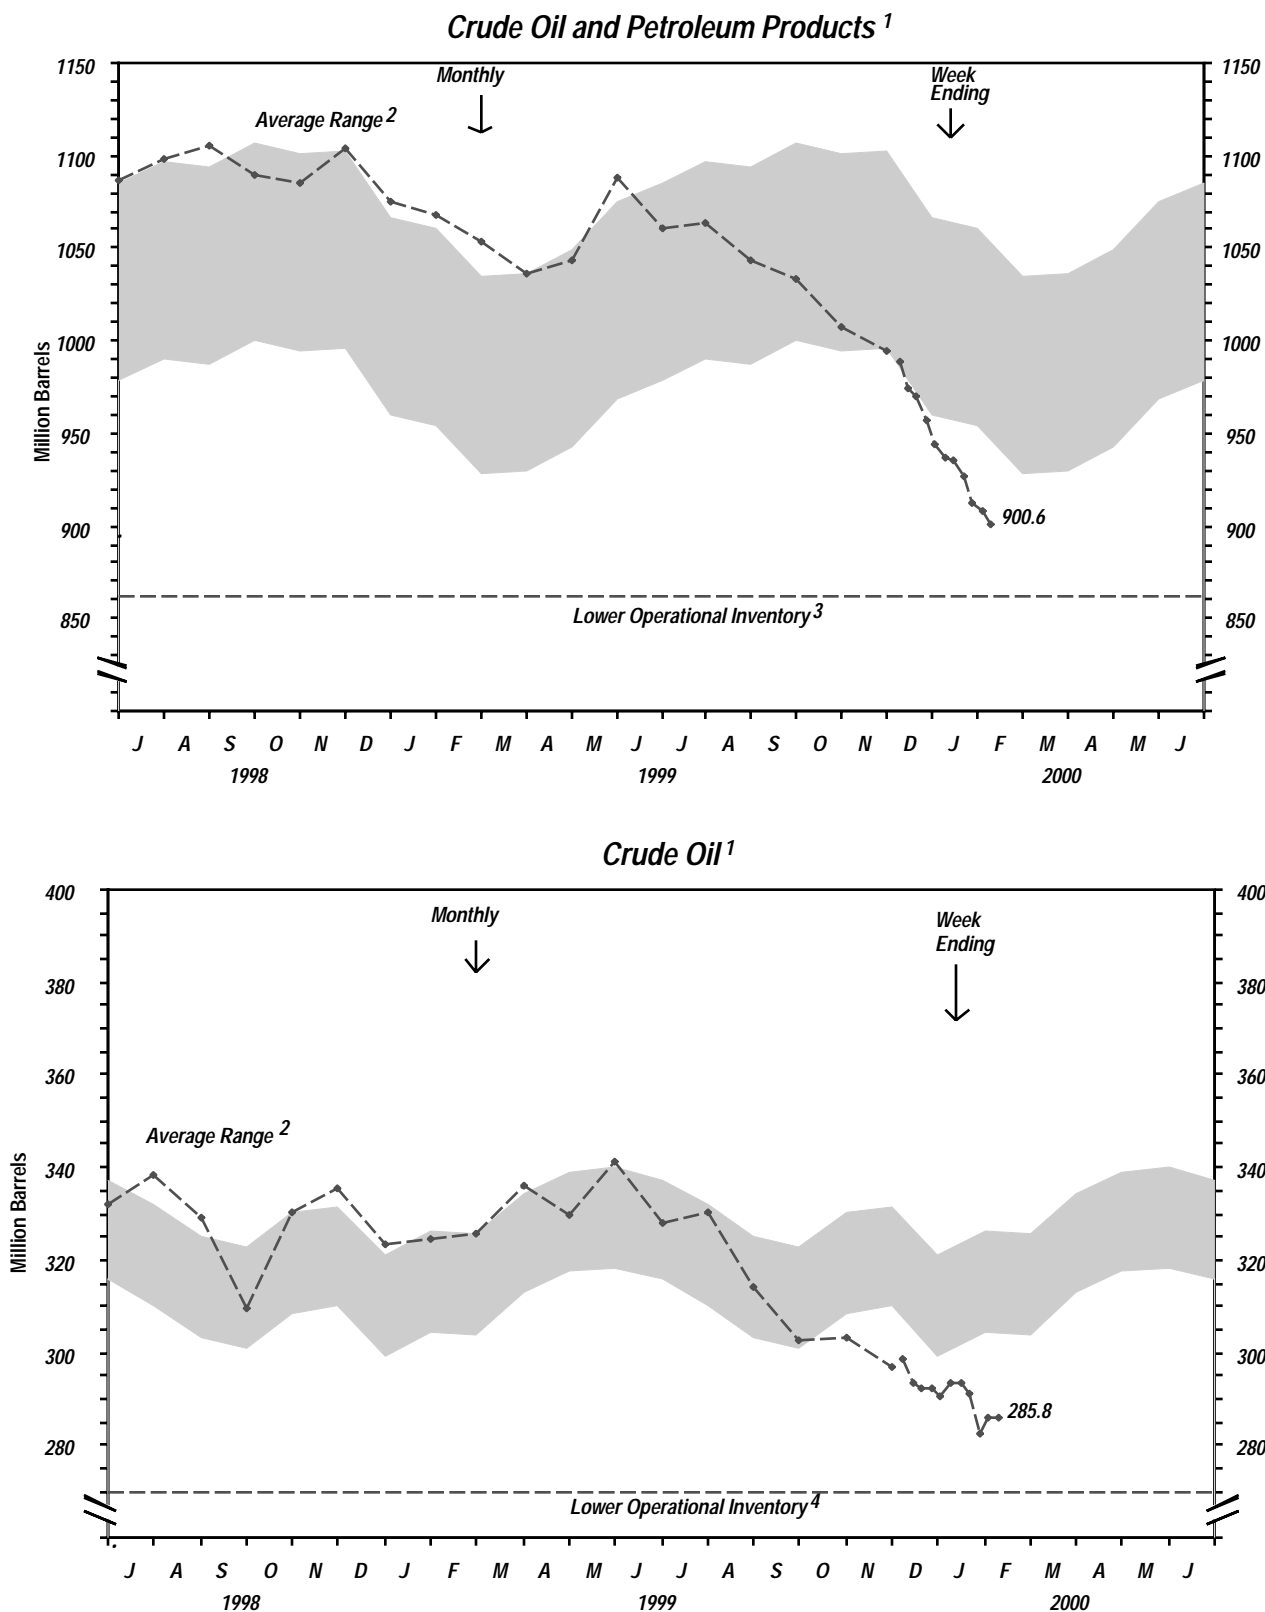 Crude Oil and Petroleum Products 1
1150 1150
Monthly Week
Ending
Average Range 2
1100 1100
1050 1050
1000 1000
Million Barrels
950 950
900.6
900 900
Lower Operational Inventory 3
850 850
J A S O N D J F M A M J J A S O N D J F M A M J
1998 1999 2000
Crude Oil 1
400 400
Monthly Week
Ending
380 380
360 360
Average Range 2
340 340
Million Barrels
320 320
300 300
285.8
280 280
Lower Operational Inventory 4
J A S O N D J F M A M J J A S O N D J F M A M J
1998 1999 2000